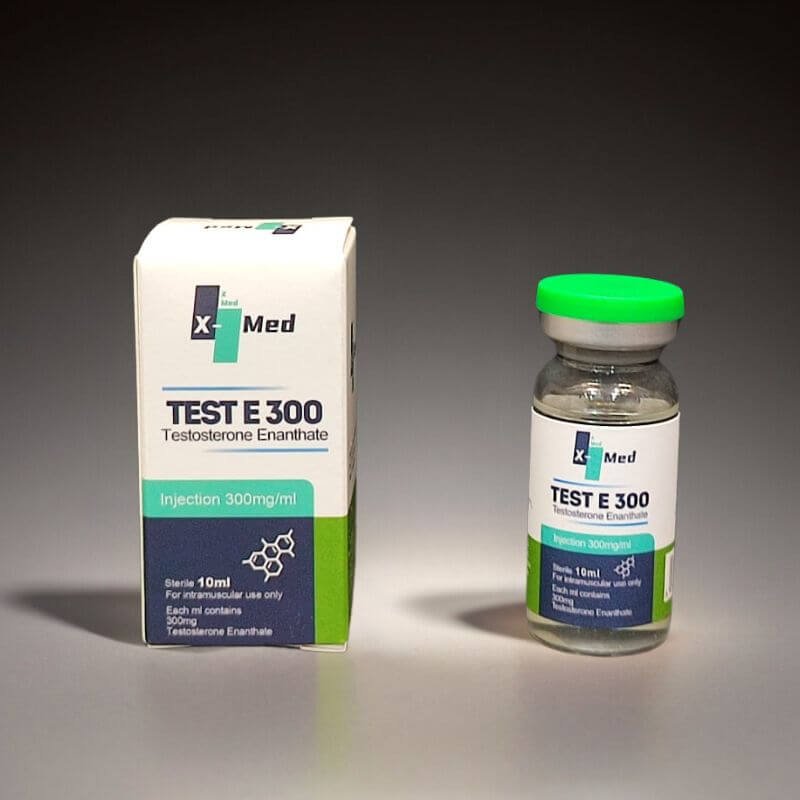 X-Med
X
Med
X-
Med
TEST E 300
Testosterone Enanthate
Injection 300mg/ml
Sterile 10ml
For intramuscular use only
Each ml contains
300mg
Testosterone Enanthate
X-
Med
TEST E 300
Testosterone Enanthate
Injection 300mg/ml
Sterile 10ml
For intramuscular use only
Each ml contains
300mg
Testosterone Enanthate